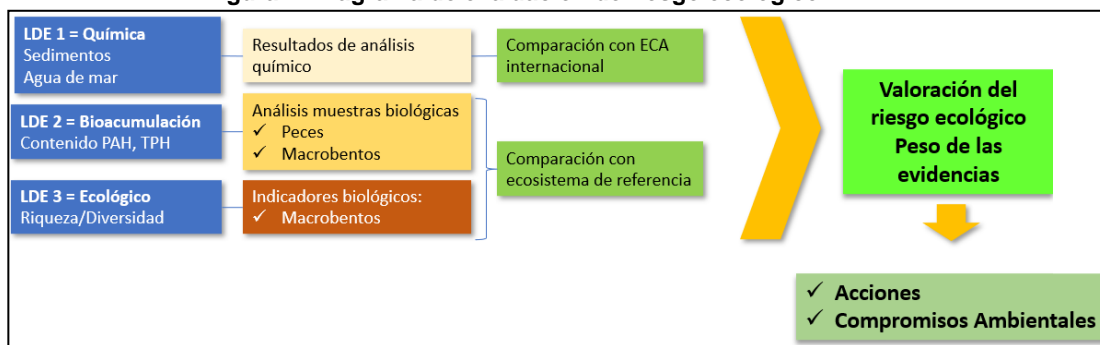 LDE 1 = Química
Sedimentos
Agua de mar
Resultados de análisis
químico
Comparación con ECA
internacional
LDE 2 = Bioacumulación
Contenido PAH, TPH
Análisis muestras biológicas
✓ Peces
✓ Macrobentos
Comparación con
ecosistema de referencia
LDE 3 = Ecológico
Riqueza/Diversidad
Indicadores biológicos:
✓ Macrobentos
Valoración del
riesgo ecológico
Peso de las
evidencias
✓ Acciones
✓ Compromisos Ambientales